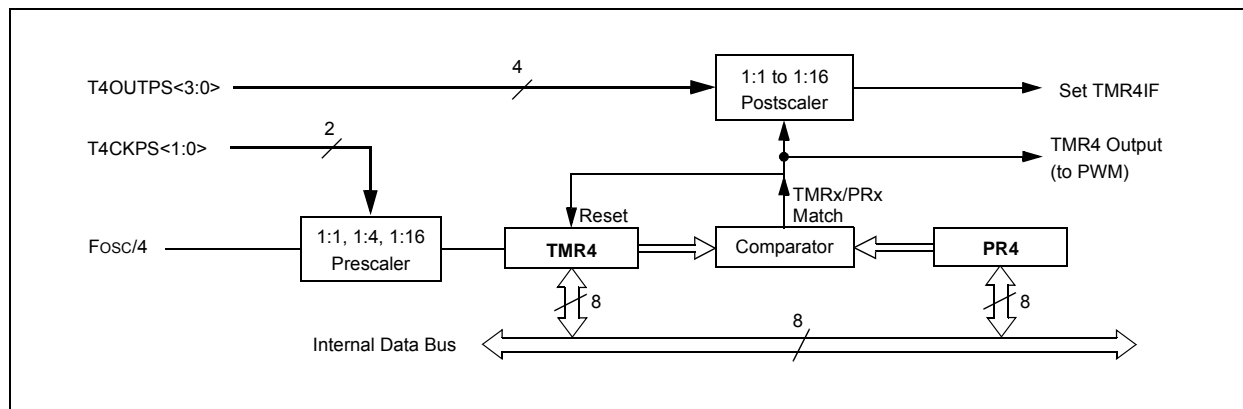 T4OUTPS<3:0>
4
1:1 to 1:16
Postscaler
Set TMR4IF
T4CKPS<1:0>
2
TMR4 Output
(to PWM)
Reset
TMRx/PRx
Match
FOSC/4
1:1, 1:4, 1:16
Prescaler
TMR4
Comparator
PR4
8
8
8
Internal Data Bus